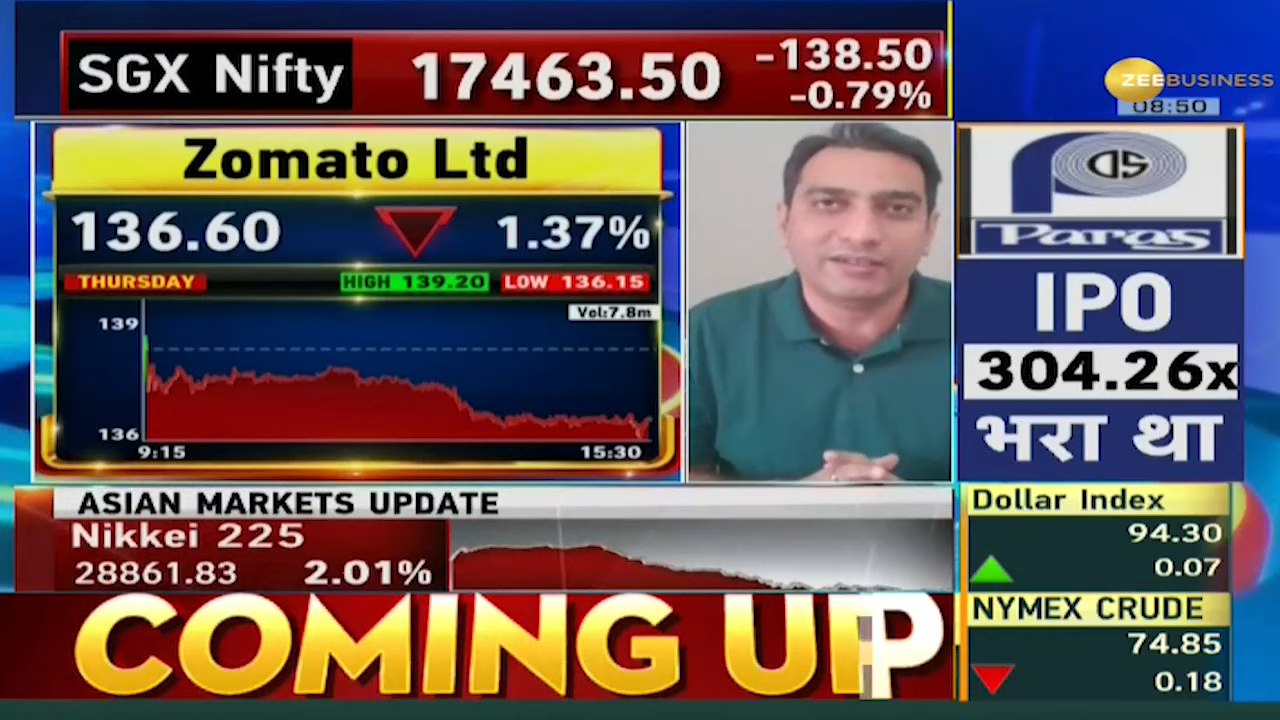 SGX Nifty 17463.50 -138.50
-0.79%
ZEEBUSINESS
08:50
Zomato Ltd
136.60 1.37%
THURSDAY HIGH 139.20 LOW 136.15
Vol:7.8m
139
136
9:15 15:30
DS
Paras
IPO
304.26x
भरा था
ASIAN MARKETS UPDATE
Nikkei 225
28861.83 2.01%
Dollar Index
94.30
0.07
NYMEX CRUDE
74.85
0.18
COMING UP